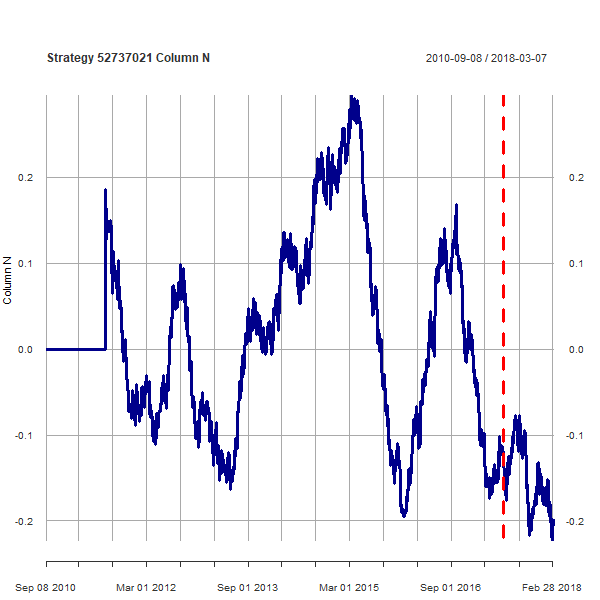 Strategy 52737021 Column N
2010-09-08 / 2018-03-07
Column N
0.2 0.2
0.1 0.1
0.0 0.0
-0.1 -0.1
-0.2 -0.2
Sep 08 2010 Mar 01 2012 Sep 01 2013 Mar 01 2015 Sep 01 2016 Feb 28 2018